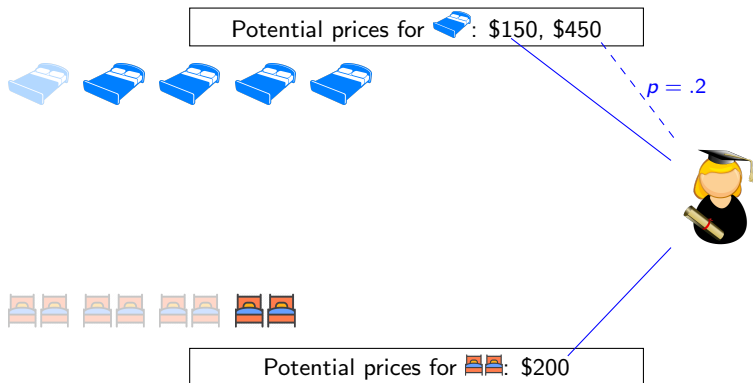 Potential prices for : $150, $450
p = .2
Potential prices for : $200